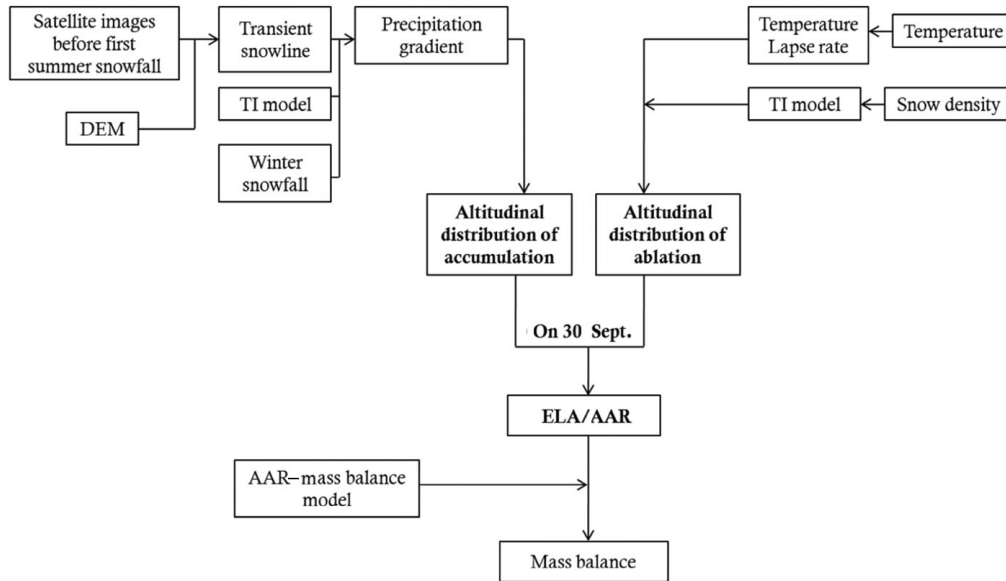 Satellite images
before first
summer snowfall
DEM
Transient
snowline
TI model
Winter
snowfall
Precipitation
gradient
Temperature
Lapse rate
Temperature
TI model
Snow density
Altitudinal
distribution of
accumulation
Altitudinal
distribution of
ablation
On 30 Sept.
ELA/AAR
AAR–mass balance
model
Mass balance